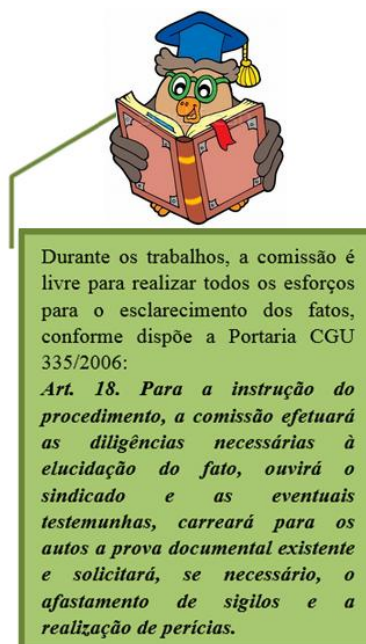 Durante os trabalhos, a comissão é
livre para realizar todos os esforços
para o esclarecimento dos fatos,
conforme dispõe a Portaria CGU
335/2006:
Art. 18. Para a instrução do
procedimento, a comissão efetuará
as diligências necessárias à
elucidação do fato, ouvirá o
sindicado e as eventuais
testemunhas, carreará para os
autos a prova documental existente
e solicitará, se necessário, o
afastamento de sigilos e a
realização de perícias.